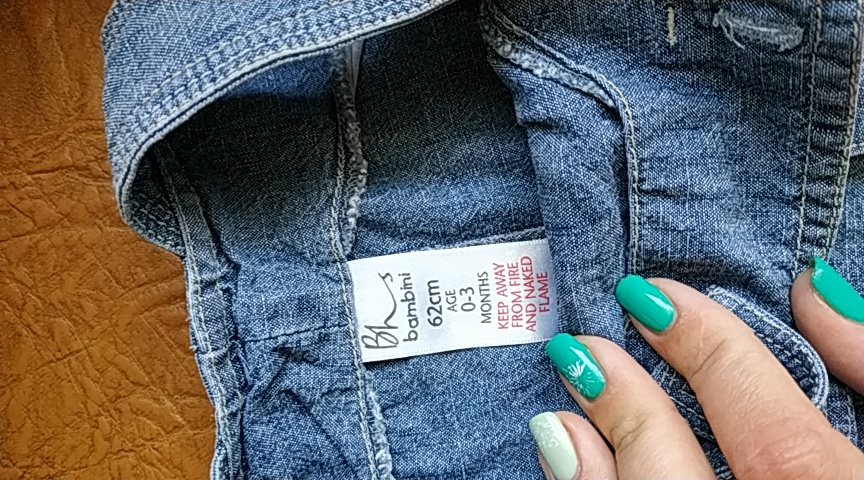 Bhs
bambini
62cm
AGE
0-3
MONTHS
KEEP AWAY
FROM FIRE
AND NAKED
FLAME